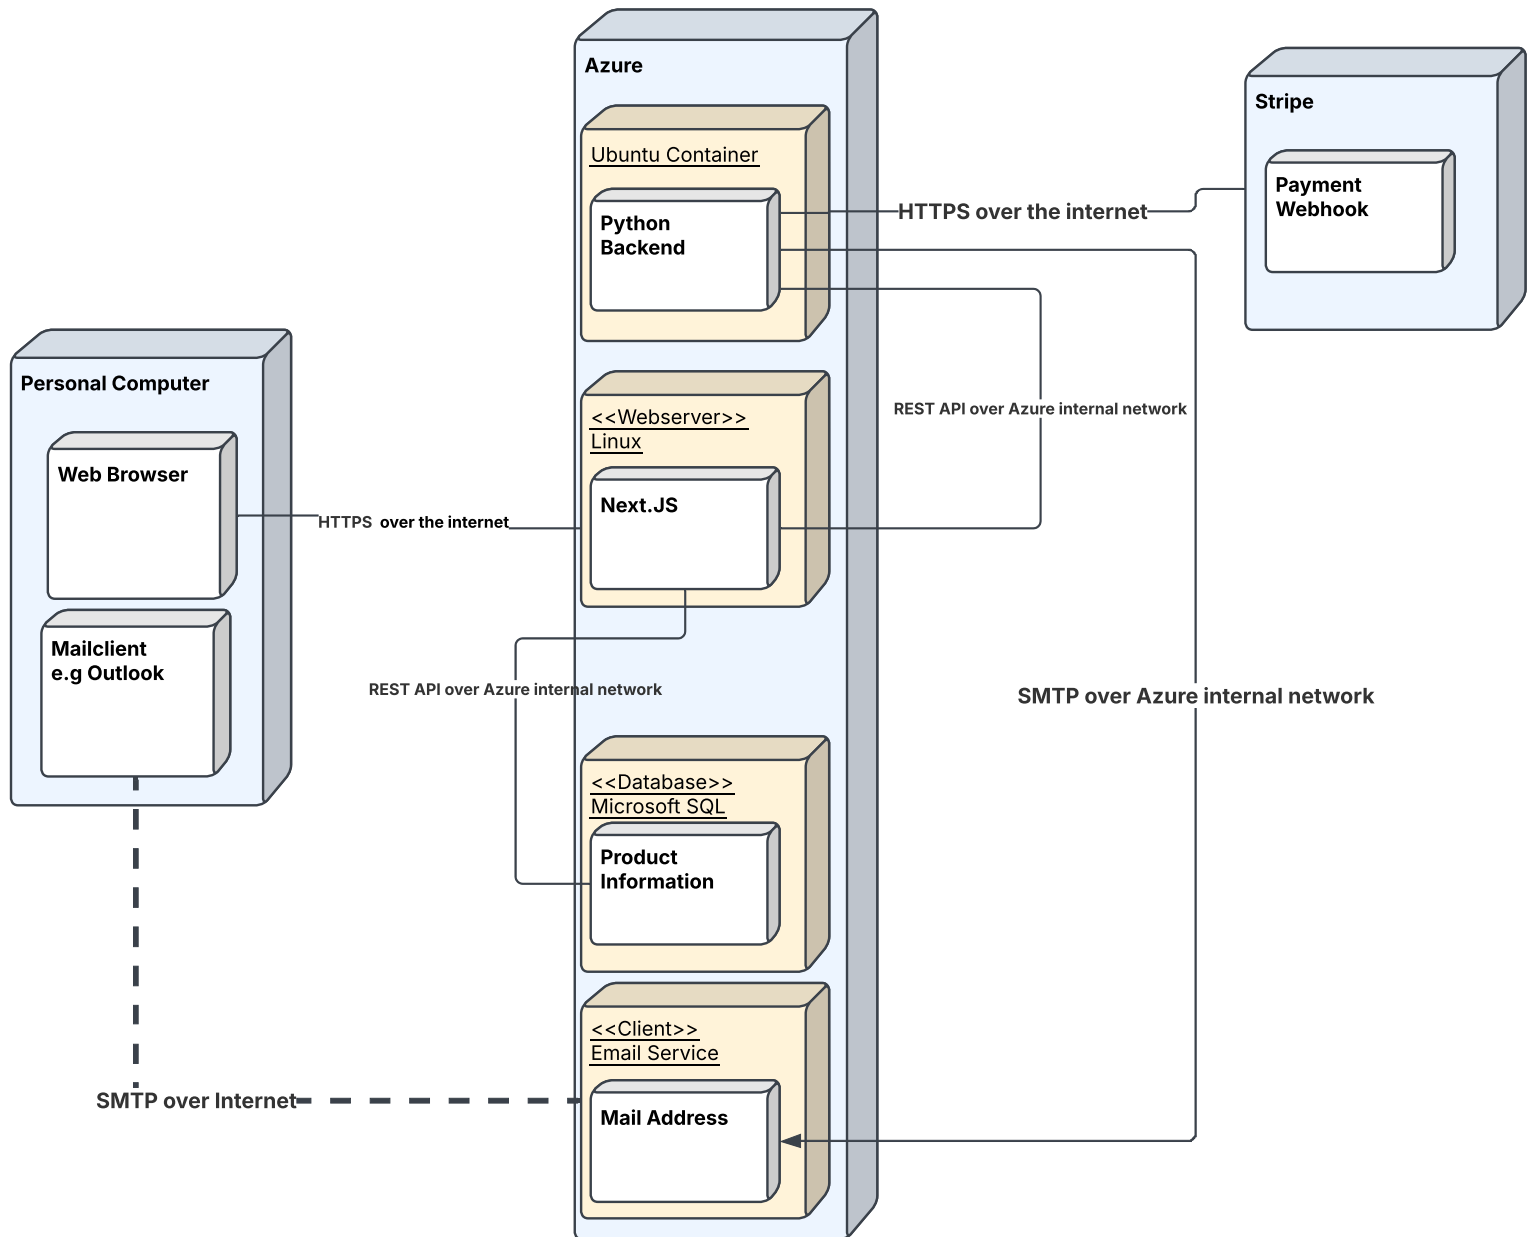 Azure
Ubuntu Container
Python
Backend
HTTPS over the internet
Stripe
Payment
Webhook
Personal Computer
Web Browser
Mailclient
e.g Outlook
<<Webserver>>
Linux
Next.JS
HTTPS  over the internet
REST API over Azure internal network
REST API over Azure internal network
SMTP over Azure internal network
<<Database>>
Microsoft SQL
Product
Information
<<Client>>
Email Service
Mail Address
SMTP over Internet